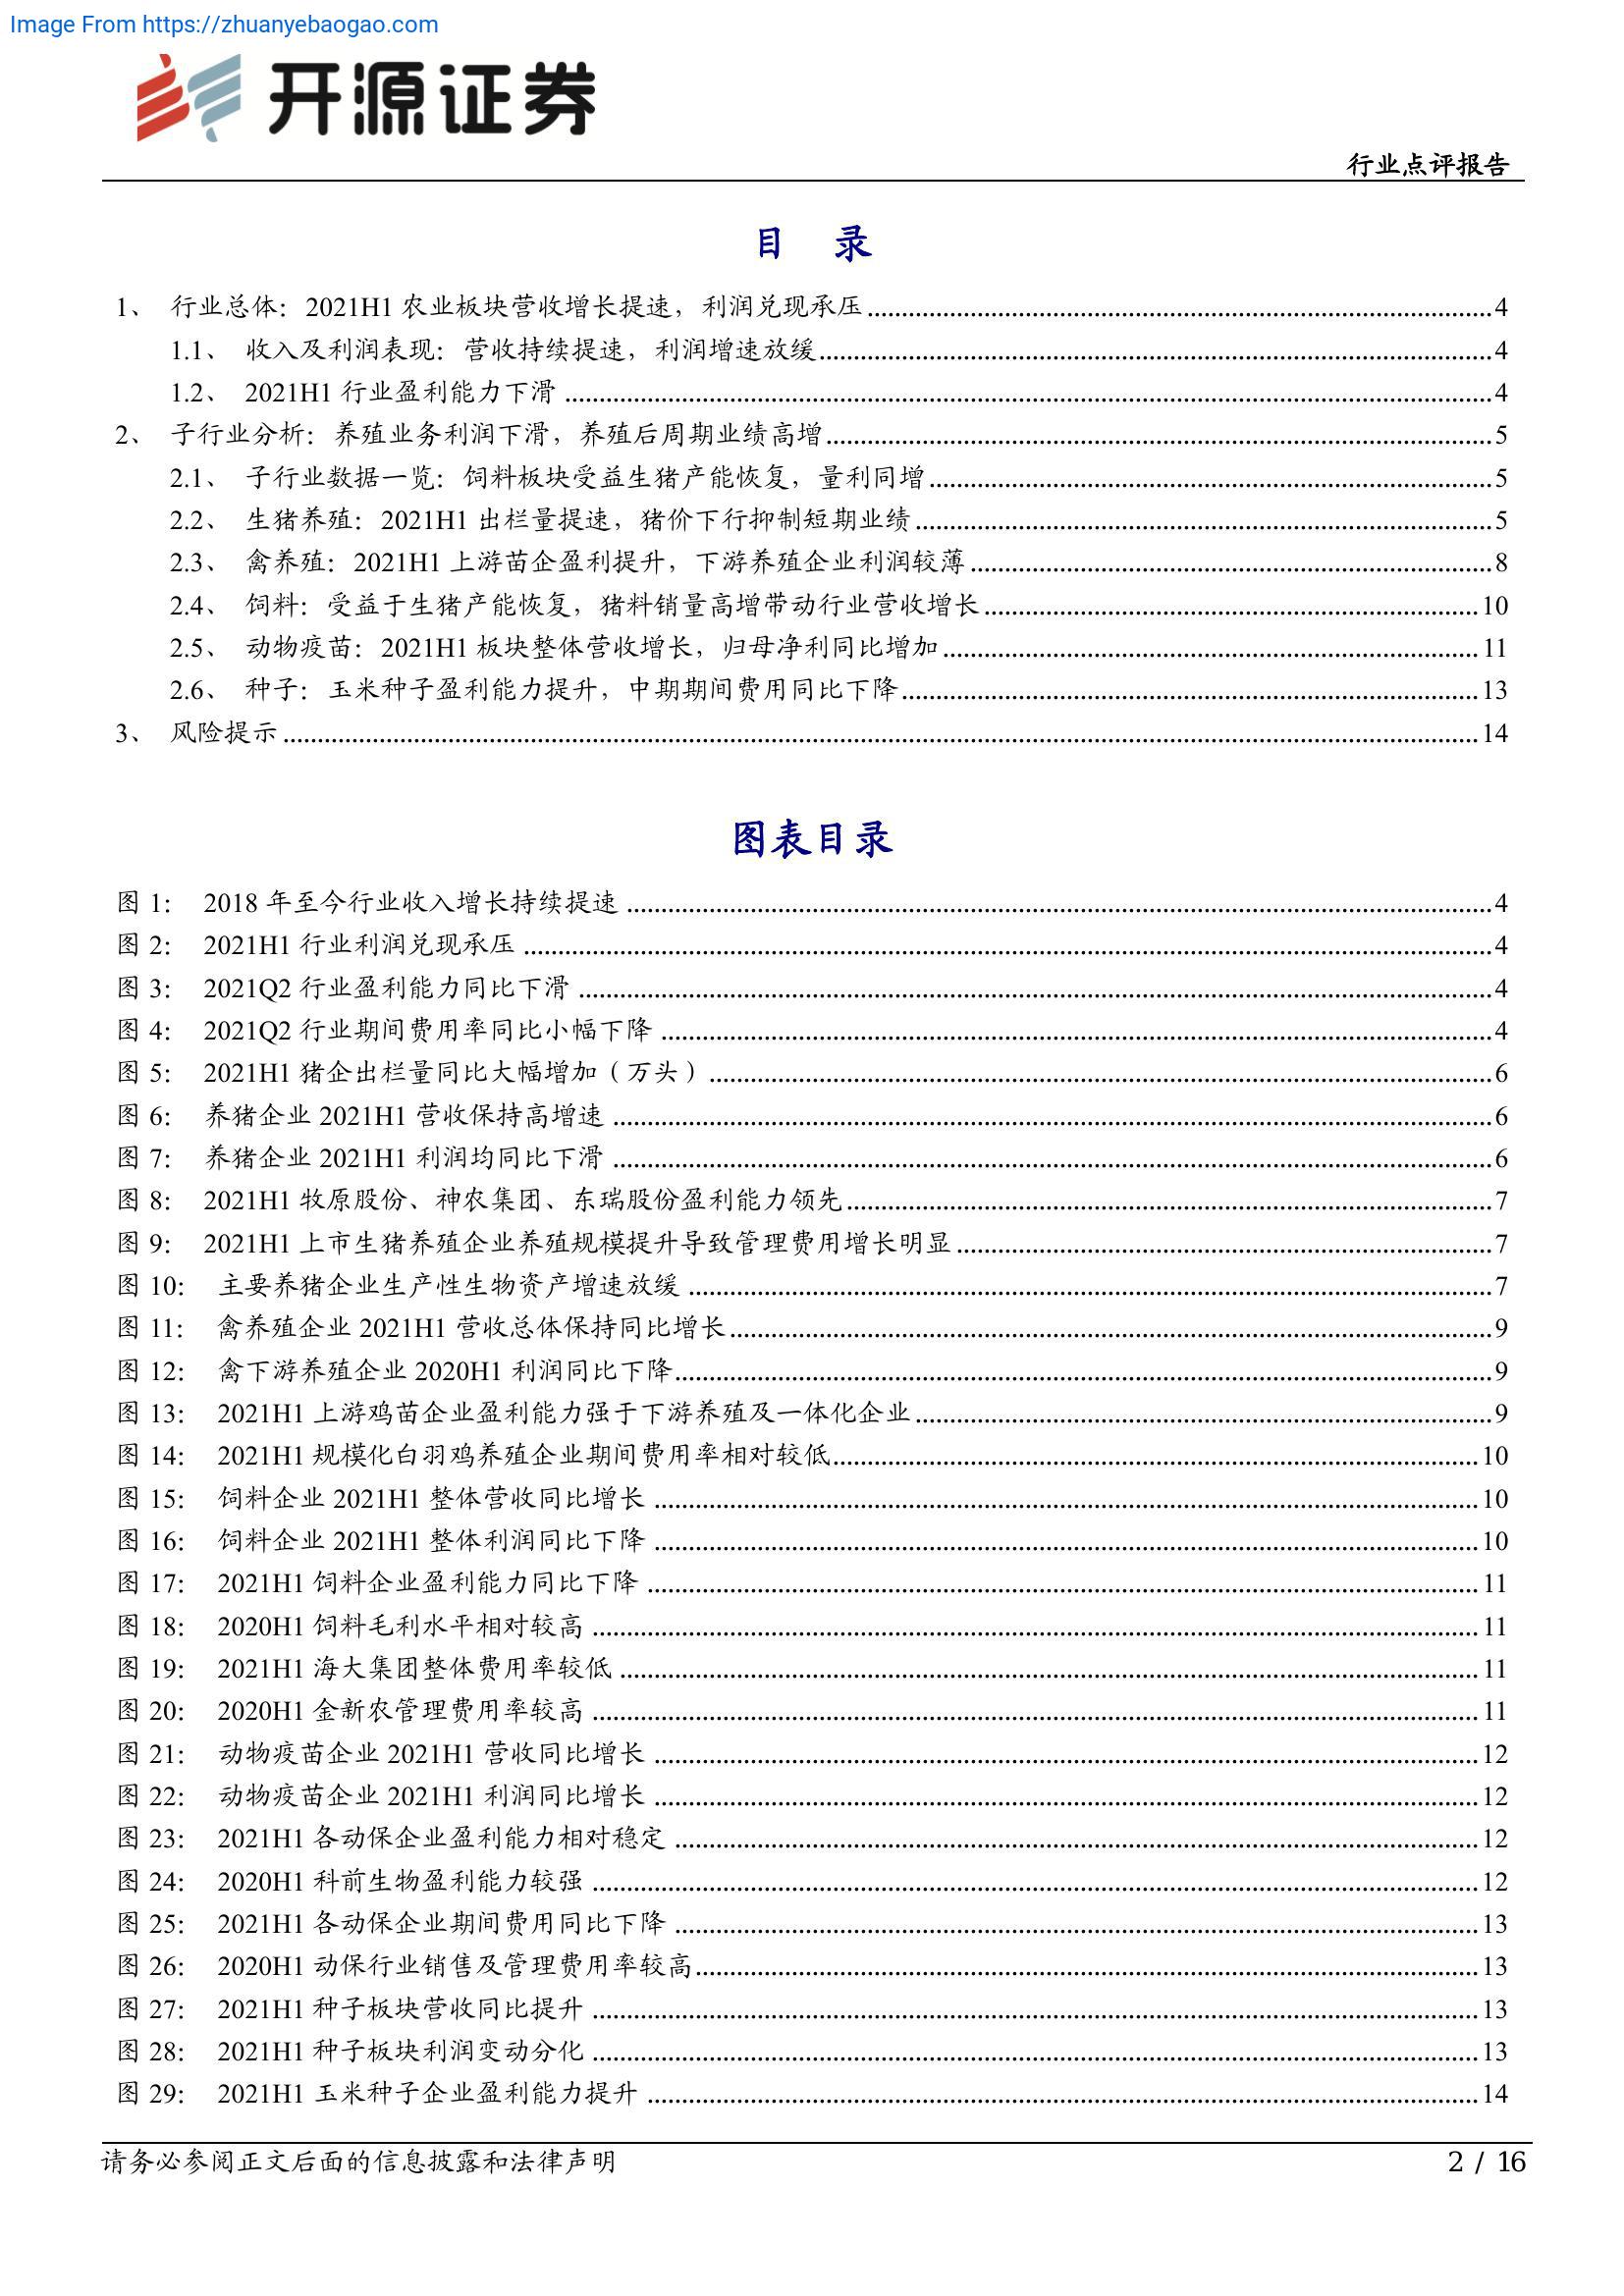 Image From https://zhuanyebaogao.com
开源证券
行业点评报告
目 录
1、 行业总体：2021H1 农业板块营收增长提速，利润兑现承压 4
1.1、 收入及利润表现：营收持续提速，利润增速放缓 4
1.2、 2021H1 行业盈利能力下滑 4
2、 子行业分析：养殖业务利润下滑，养殖后周期业绩高增 5
2.1、 子行业数据一览：饲料板块受益生猪产能恢复，量利同增 5
2.2、 生猪养殖：2021H1 出栏量提速，猪价下行抑制短期业绩 5
2.3、 禽养殖：2021H1 上游苗企盈利提升，下游养殖企业利润较薄 8
2.4、 饲料：受益于生猪产能恢复，猪料销量高增带动行业营收增长 10
2.5、 动物疫苗：2021H1 板块整体营收增长，归母净利同比增加 11
2.6、 种子：玉米种子盈利能力提升，中期期间费用同比下降 13
3、 风险提示 14
图表目录
图 1： 2018 年至今行业收入增长持续提速 4
图 2： 2021H1 行业利润兑现承压 4
图 3： 2021Q2 行业盈利能力同比下滑 4
图 4： 2021Q2 行业期间费用率同比小幅下降 4
图 5： 2021H1 猪企出栏量同比大幅增加（万头） 6
图 6： 养猪企业 2021H1 营收保持高增速 6
图 7： 养猪企业 2021H1 利润均同比下滑 6
图 8： 2021H1 牧原股份、神农集团、东瑞股份盈利能力领先 7
图 9： 2021H1 上市生猪养殖企业养殖规模提升导致管理费用增长明显 7
图 10： 主要养猪企业生产性生物资产增速放缓 7
图 11： 禽养殖企业 2021H1 营收总体保持同比增长 9
图 12： 禽下游养殖企业 2020H1 利润同比下降 9
图 13： 2021H1 上游鸡苗企业盈利能力强于下游养殖及一体化企业 9
图 14： 2021H1 规模化白羽鸡养殖企业期间费用率相对较低 10
图 15： 饲料企业 2021H1 整体营收同比增长 10
图 16： 饲料企业 2021H1 整体利润同比下降 10
图 17： 2021H1 饲料企业盈利能力同比下降 11
图 18： 2020H1 饲料毛利水平相对较高 11
图 19： 2021H1 海大集团整体费用率较低 11
图 20： 2020H1 金新农管理费用率较高 11
图 21： 动物疫苗企业 2021H1 营收同比增长 12
图 22： 动物疫苗企业 2021H1 利润同比增长 12
图 23： 2021H1 各动保企业盈利能力相对稳定 12
图 24： 2020H1 科前生物盈利能力较强 12
图 25： 2021H1 各动保企业期间费用同比下降 13
图 26： 2020H1 动保行业销售及管理费用率较高 13
图 27： 2021H1 种子板块营收同比提升 13
图 28： 2021H1 种子板块利润变动分化 13
图 29： 2021H1 玉米种子企业盈利能力提升 14
请务必参阅正文后面的信息披露和法律声明
2 / 16